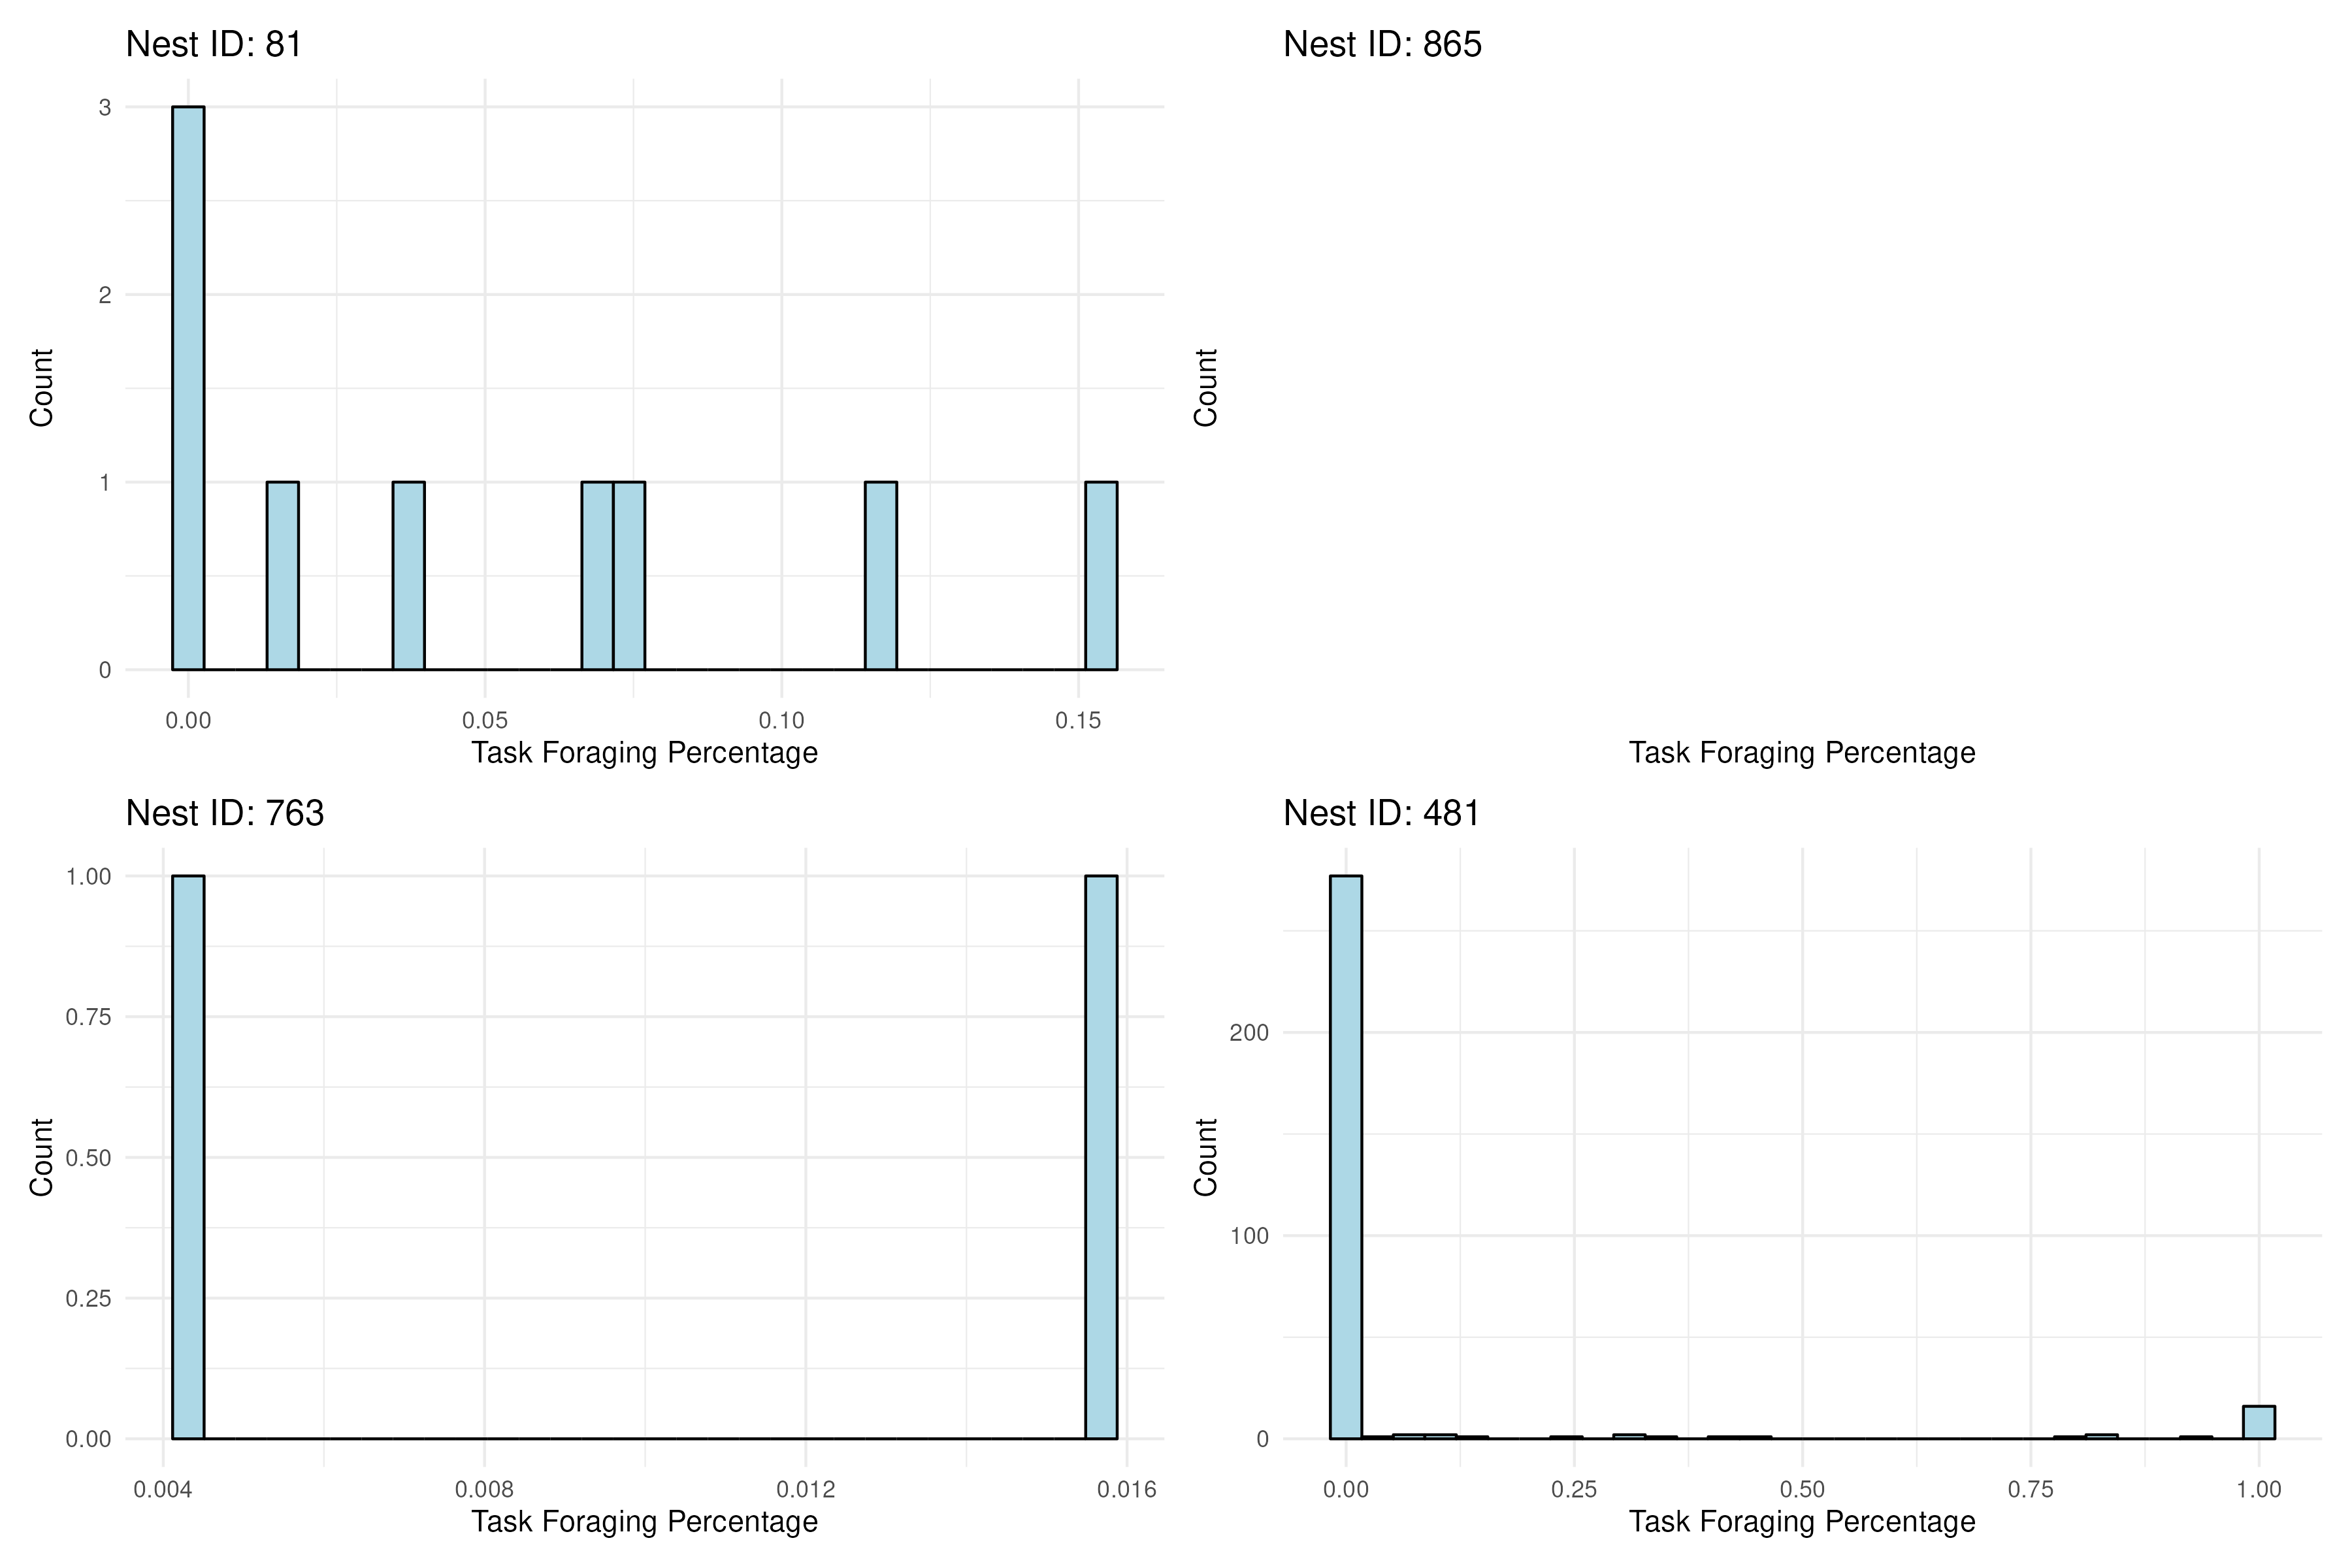 Nest ID: 81
3
2
1
0
Count
0.00 0.05 0.10 0.15
Task Foraging Percentage
Nest ID: 865
Count
Task Foraging Percentage
Nest ID: 763
1.00
0.75
0.50
0.25
0.00
Count
0.004 0.008 0.012 0.016
Task Foraging Percentage
Nest ID: 481
200
100
0
Count
0.00 0.25 0.50 0.75 1.00
Task Foraging Percentage